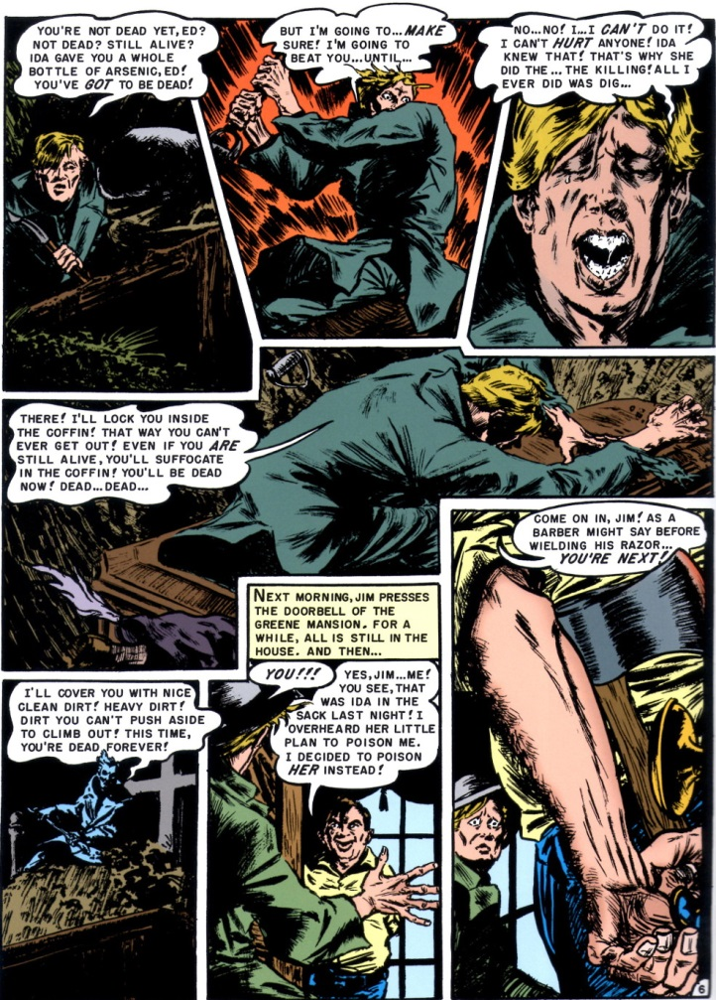 YOU'RE NOT DEAD YET, ED?
NOT DEAD? STILL ALIVE?
IDA GAVE YOU A WHOLE
BOTTLE OF ARSENIC, ED!
YOU'VE GOT TO BE DEAD!
BUT I'M GOING TO... MAKE
SURE! I'M GOING TO
BEAT YOU... UNTIL...
NO...NO! I...I CAN'T DO IT!
I CAN'T HURT ANYONE! IDA
KNEW THAT! THAT'S WHY SHE
DID THE... THE KILLING! ALL I
EVER DID WAS DIG...
THERE! I'LL LOCK YOU INSIDE
THE COFFIN! THAT WAY YOU CAN'T
EVER GET OUT! EVEN IF YOU ARE
STILL ALIVE, YOU'LL SUFFOCATE
IN THE COFFIN! YOU'LL BE DEAD
NOW! DEAD... DEAD...
I'LL COVER YOU WITH NICE
CLEAN DIRT! HEAVY DIRT!
DIRT YOU CAN'T PUSH ASIDE
TO CLIMB OUT! THIS TIME,
YOU'RE DEAD FOREVER!
NEXT MORNING, JIM PRESSES
THE DOORBELL OF THE
GREENE MANSION. FOR A
WHILE, ALL IS STILL IN THE
HOUSE. AND THEN...
YOU!!!
YES, JIM...ME!
YOU SEE, THAT
WAS IDA IN THE
SACK LAST NIGHT! I
OVERHEARD HER LITTLE
PLAN TO POISON ME.
I DECIDED TO POISON
HER INSTEAD!
COME ON IN, JIM! AS A
BARBER MIGHT SAY BEFORE
WIELDING HIS RAZOR...
YOU'RE NEXT!